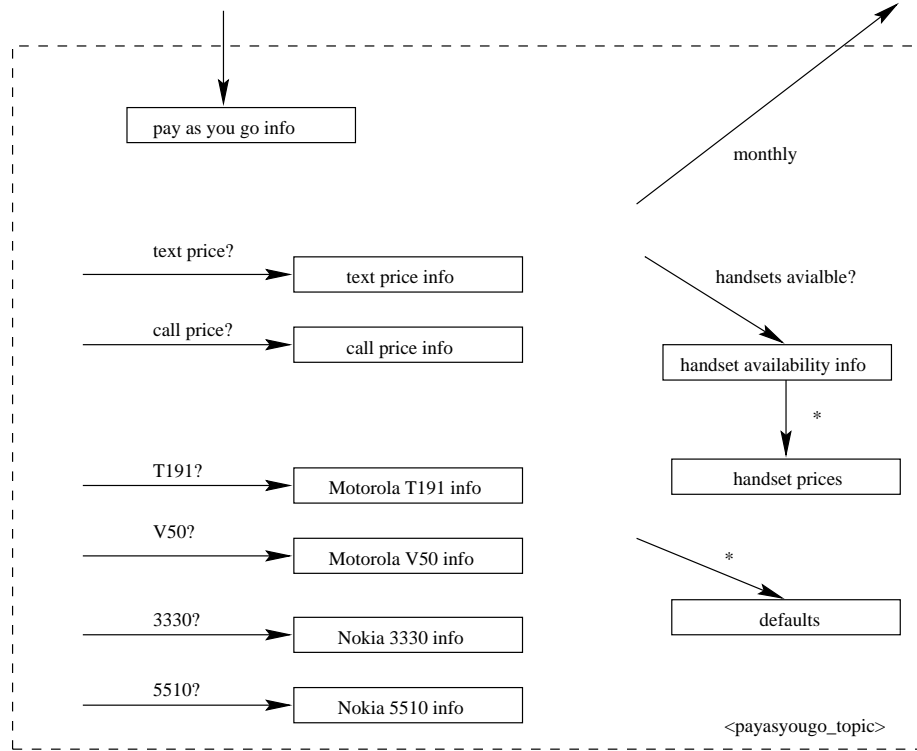 pay as you go info
monthly
text price?
text price info
handsets avialble?
call price?
call price info
handset availability info
*
T191?
Motorola T191 info
handset prices
V50?
Motorola V50 info
*
defaults
3330?
Nokia 3330 info
5510?
Nokia 5510 info
<payasyougo_topic>